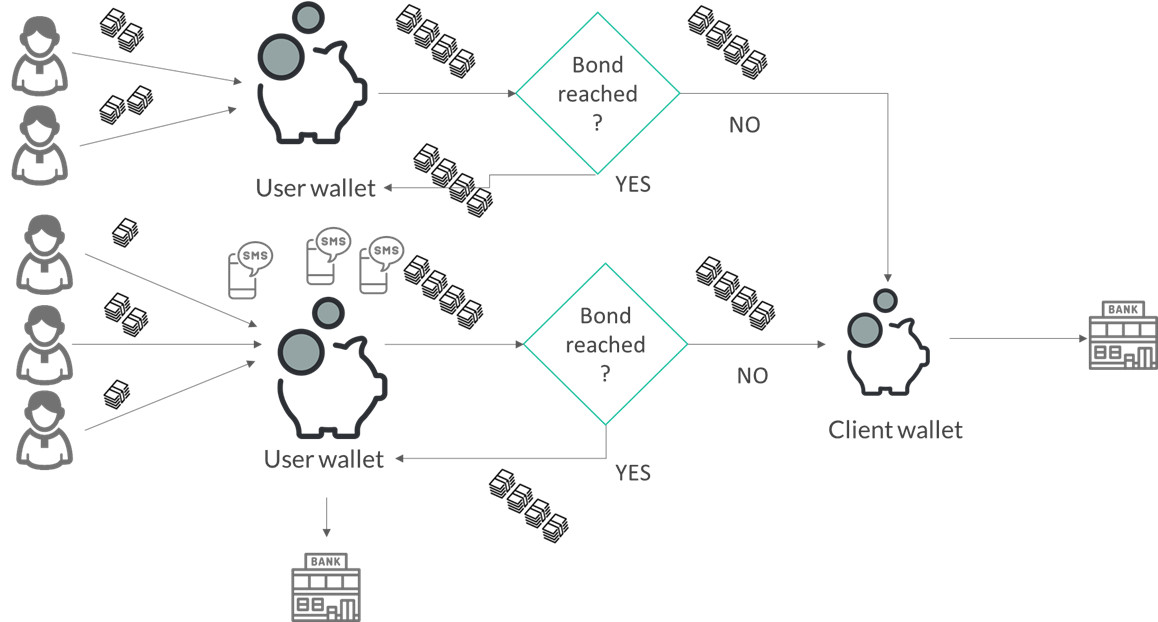 Bond
reached
?
NO
YES
User wallet
SMS
SMS
SMS
Bond
reached
?
NO
BANK
Client wallet
User wallet
YES
BANK